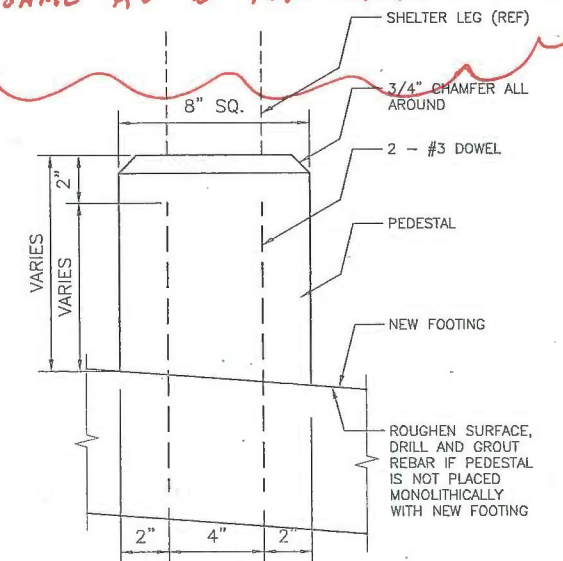 SHELTER LEG (REF)
3/4" CHAMFER ALL
AROUND
8" SQ.
2 - #3 DOWEL
2"
VARIES
VARIES
PEDESTAL
NEW FOOTING
ROUGHEN SURFACE,
DRILL AND GROUT
REBAR IF PEDESTAL
IS NOT PLACED
MONOLITHICALLY
WITH NEW FOOTING
2" 4" 2"